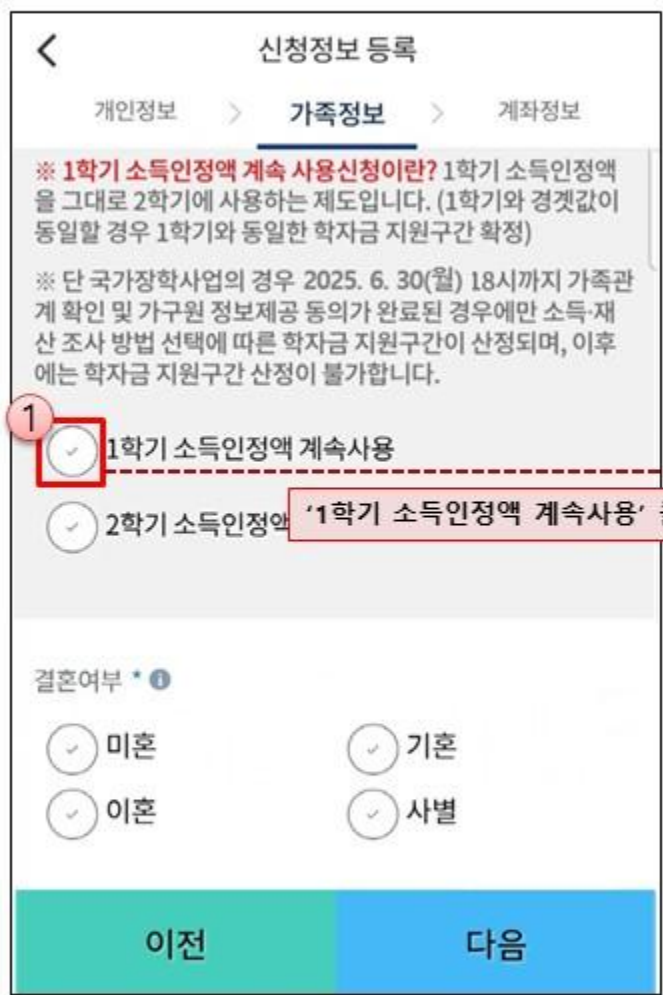 신청정보 등록
개인정보 > 가족정보 > 계좌정보
※ 1학기 소득인정액 계속 사용신청이란? 1학기 소득인정액
을 그대로 2학기에 사용하는 제도입니다. (1학기와 경곗값이
동일할 경우 1학기와 동일한 학자금 지원구간 확정)
※ 단 국가장학사업의 경우 2025. 6. 30(월) 18시까지 가족관
계 확인 및 가구원 정보제공 동의가 완료된 경우에만 소득·재
산 조사 방법 선택에 따른 학자금 지원구간이 산정되며, 이후
에는 학자금 지원구간 산정이 불가합니다.
1
1학기 소득인정액 계속사용
2학기 소득인정액
'1학기 소득인정액 계속사용'
결혼여부 *
미혼 기혼
이혼 사별
이전 다음